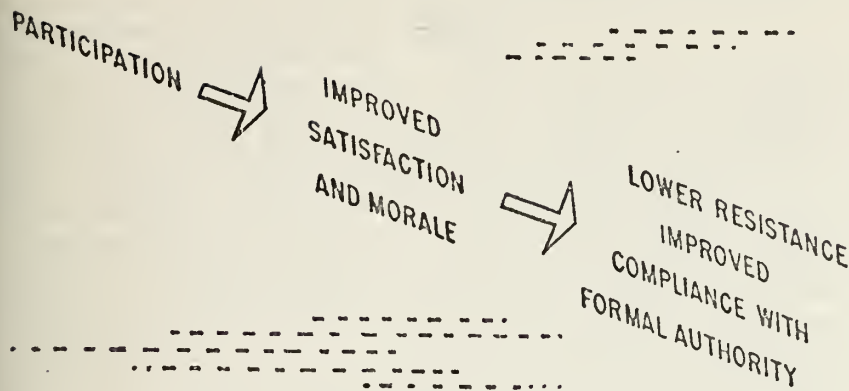 PARTICIPATION
IMPROVED
SATISFACTION
AND MORALE
LOWER RESISTANCE
IMPROVED
COMPLIANCE WITH
FORMAL AUTHORITY